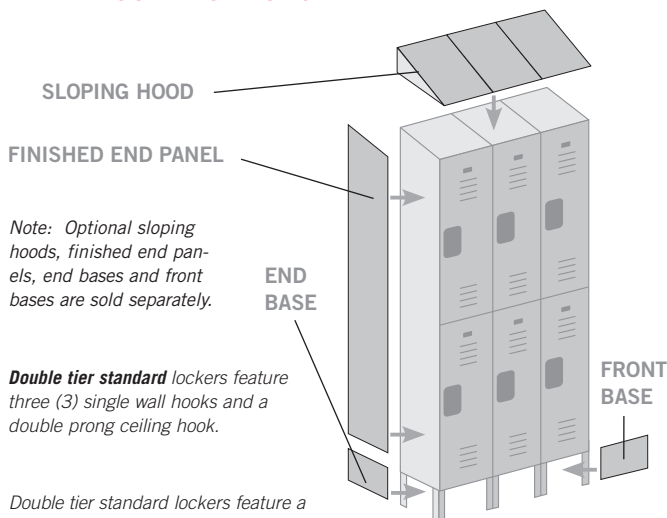 SLOPING HOOD
FINISHED END PANEL
Note: Optional sloping
hoods, finished end pan-
els, end bases and front
bases are sold separately.
END
BASE
Double tier standard lockers feature
three (3) single wall hooks and a
double prong ceiling hook.
FRONT
BASE
Double tier standard lockers feature a